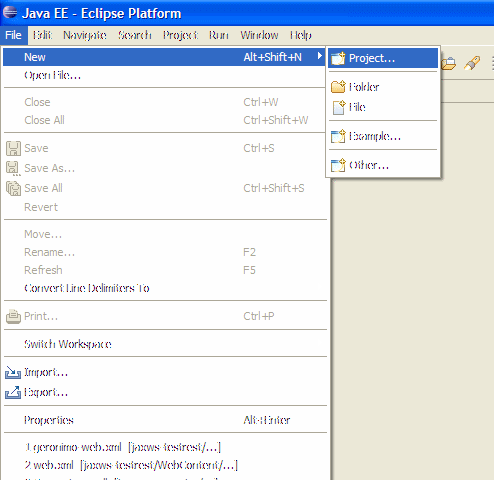 Java EE - Eclipse Platform
File Edit Navigate Search Project Run Window Help
New Alt+Shift+N
Project...
Open File...
Folder
Close Ctrl+W
File
Close All Ctrl+Shift+W
Example...
Save Ctrl+S
Save As...
Other...
Save All Ctrl+Shift+S
Revert
Move...
Rename... F2
Refresh F5
Convert Line Delimiters To
Print... Ctrl+P
Switch Workspace
Import...
Export...
Properties Alt+Enter
1 geronimo-web.xml [jaxws-testrest/...]
2 web.xml [jaxws-testrest/WebContent/...]